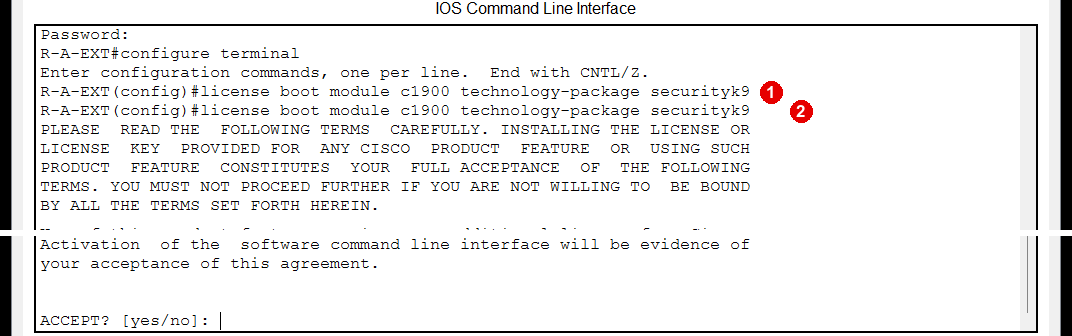 IOS Command Line Interface
Password:
R-A-EXT#configure terminal
Enter configuration commands, one per line.  End with CNTL/Z.
R-A-EXT(config)#license boot module c1900 technology-package securityk9 1
R-A-EXT(config)#license boot module c1900 technology-package securityk9 2
PLEASE  READ THE  FOLLOWING TERMS  CAREFULLY. INSTALLING THE LICENSE OR
LICENSE  KEY  PROVIDED FOR  ANY CISCO  PRODUCT  FEATURE  OR  USING SUCH
PRODUCT  FEATURE  CONSTITUTES  YOUR  FULL ACCEPTANCE  OF  THE FOLLOWING
TERMS. YOU MUST NOT PROCEED FURTHER IF YOU ARE NOT WILLING TO  BE BOUND
BY ALL THE TERMS SET FORTH HEREIN.
Activation  of the  software command line interface will be evidence of
your acceptance of this agreement.
ACCEPT? [yes/no]: